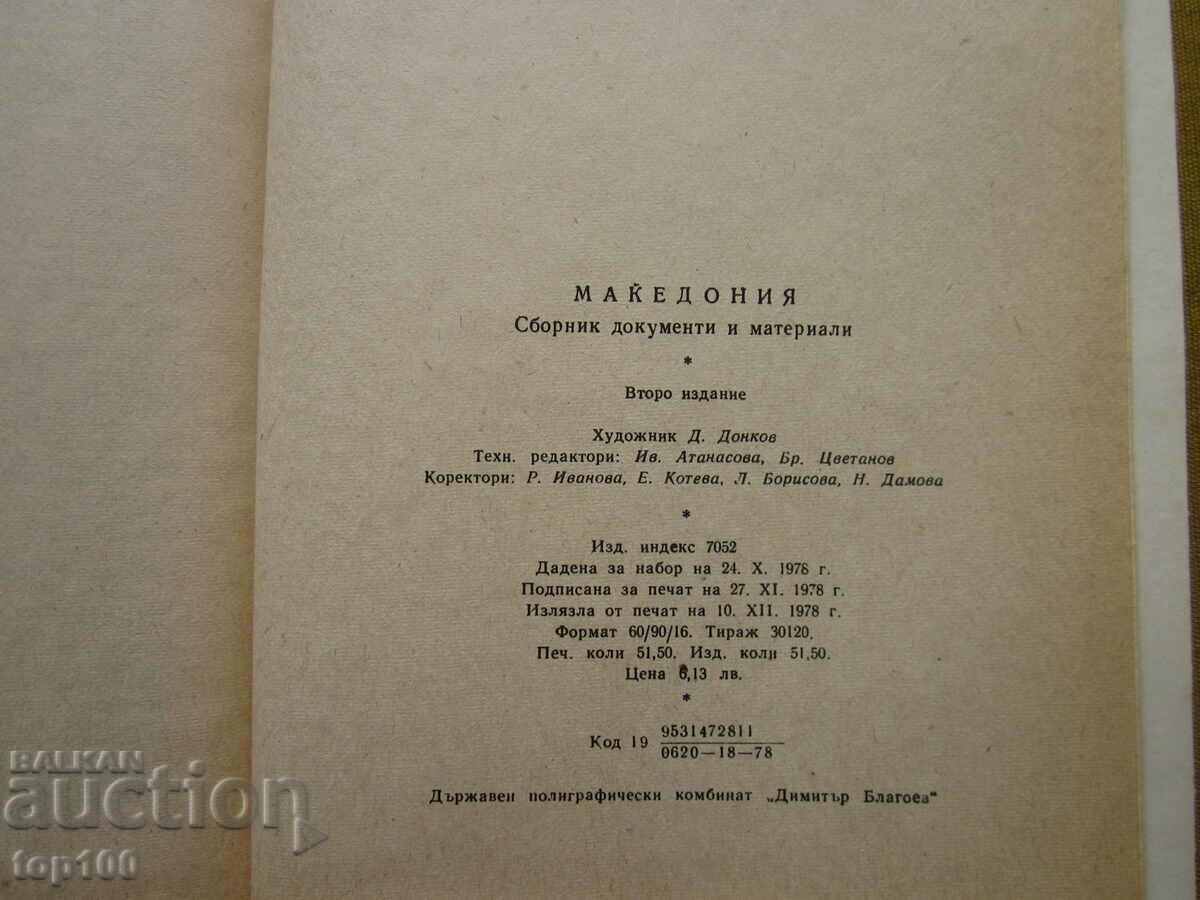 МАКЕДОНИЯ
Сборник документи и материали
*
Второ издание
Художник Д. Донков
Техн. редактори: Ив. Атанасова, Бр. Цветанов
Коректори: Р. Иванова, Е. Котева, Л. Борисова, Н. Дамова
*
Изд. индекс 7052
Дадена за набор на 24. X. 1978 г.
Подписана за печат на 27. XI. 1978 г.
Излязла от печат на 10. XII. 1978 г.
Формат 60/90/16. Тираж 30120.
Печ. коли 51,50. Изд. коли 51,50.
Цена 6,13 лв.
*
Код 19 9531472811
0620—18—78
Държавен полиграфически комбинат „Димитър Благоев“
BALKAN
auction
top100